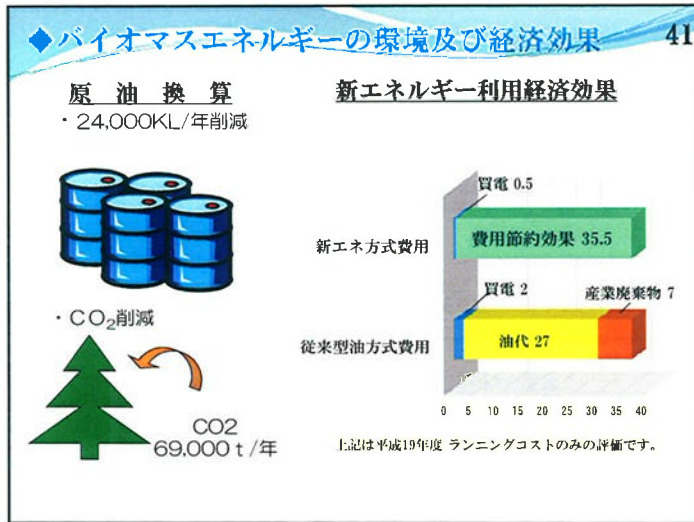 ◆バイオマスエネルギーの環境及び経済効果
41
原油換算
・24,000KL/年削減
・CO₂削減
CO2
69,000ｔ/年
新エネルギー利用経済効果
買電 0.5
新エネ方式費用
費用節約効果 35.5
買電 2
産業廃棄物 7
従来型油方式費用
油代 27
0 5 10 15 20 25 30 35 40
上記は平成19年度 ランニングコストのみの評価です。